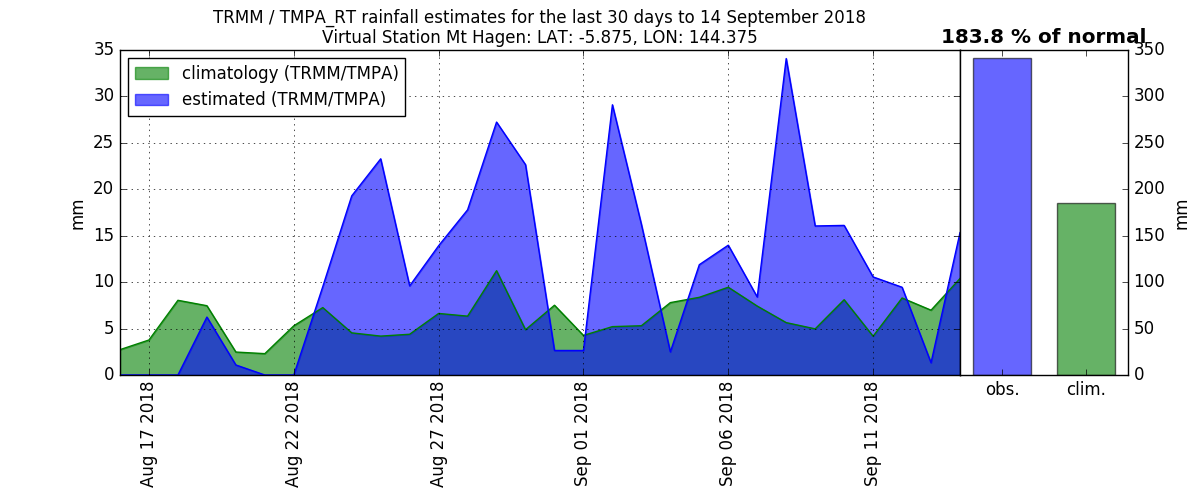 TRMM / TMPA_RT rainfall estimates for the last 30 days to 14 September 2018
Virtual Station Mt Hagen: LAT: -5.875, LON: 144.375
183.8 % of normal
climatology (TRMM/TMPA)
estimated (TRMM/TMPA)
35
30
25
20
15
10
5
0
mm
Aug 17 2018
Aug 22 2018
Aug 27 2018
Sep 01 2018
Sep 06 2018
Sep 11 2018
obs.
clim.
350
300
250
200
150
100
50
0
mm